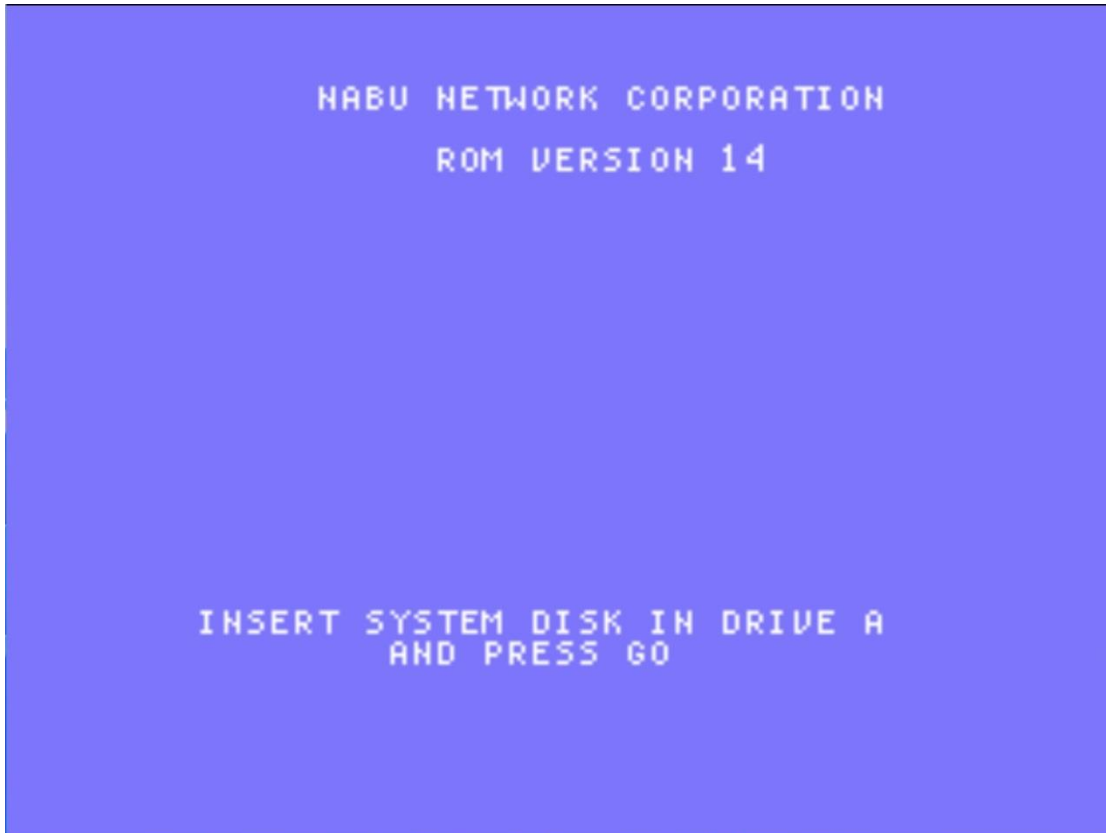 NABU NETWORK CORPORATION
ROM VERSION 14
INSERT SYSTEM DISK IN DRIVE A
AND PRESS GO